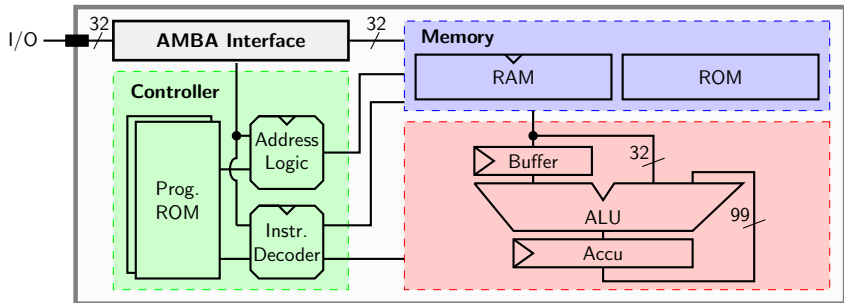 I/O
32
AMBA Interface
32
Memory
RAM
ROM
Controller
Address
Logic
Prog.
ROM
Instr.
Decoder
Buffer
32
ALU
99
Accu